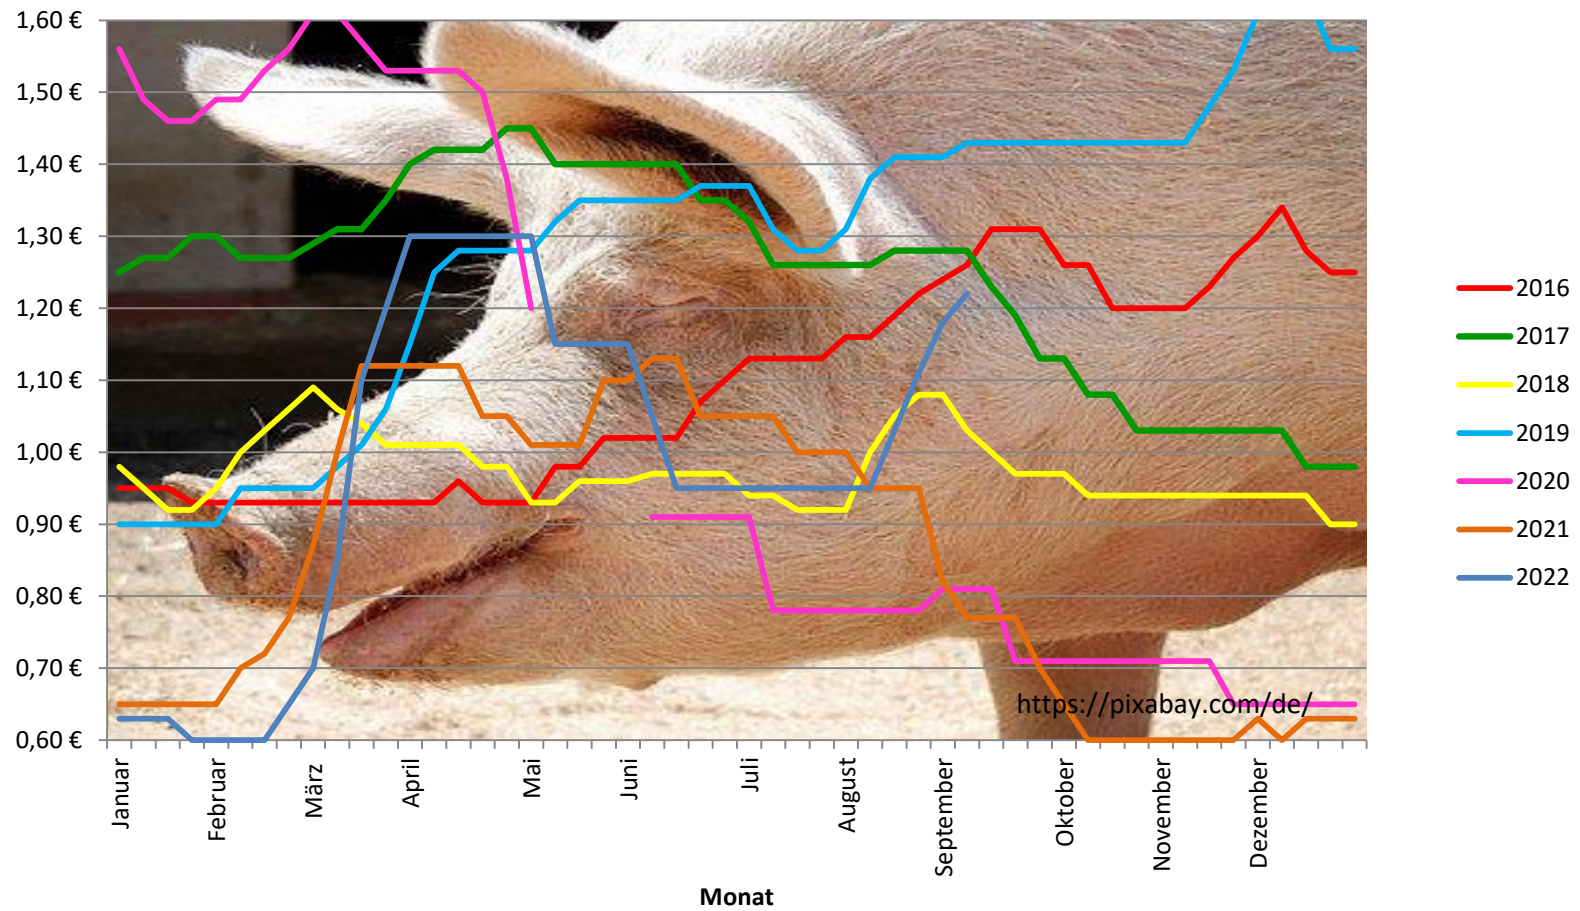 1,60 €
1,50 €
1,40 €
1,30 €
1,20 €
1,10 €
1,00 €
0,90 €
0,80 €
0,70 €
0,60 €
2016
2017
2018
2019
2020
2021
2022
https://pixabay.com/de/
Januar
Februar
März
April
Mai
Juni
Juli
August
September
Oktober
November
Dezember
Monat